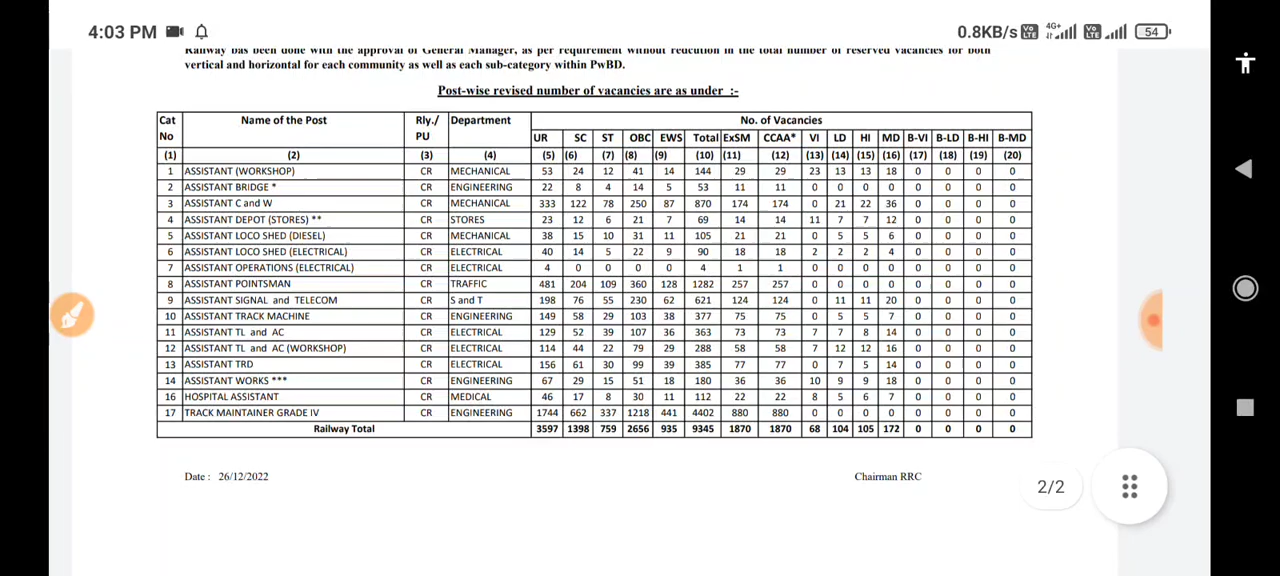 4:03 PM 0.8KB/s Vo LTE 4G+ Vo LTE 54
Railway has been done with the approval of General Manager, as per requirement without reduction in the total number of reserved vacancies for both
vertical and horizontal for each community as well as each sub-category within PwBD.
Post-wise revised number of vacancies are as under :-
Cat No Name of the Post Rly./ PU Department No. of Vacancies
UR SC ST OBC EWS Total ExSM CCAA* VI LD HI MD B-VI B-LD B-HI B-MD
(1) (2) (3) (4) (5) (6) (7) (8) (9) (10) (11) (12) (13) (14) (15) (16) (17) (18) (19) (20)
1 ASSISTANT (WORKSHOP) CR MECHANICAL 53 24 12 41 14 144 29 29 23 13 13 18 0 0 0 0
2 ASSISTANT BRIDGE * CR ENGINEERING 22 8 4 14 5 53 11 11 0 0 0 0 0 0 0 0
3 ASSISTANT C and W CR MECHANICAL 333 122 78 250 87 870 174 174 0 21 22 36 0 0 0 0
4 ASSISTANT DEPOT (STORES) ** CR STORES 23 12 6 21 7 69 14 14 11 7 7 12 0 0 0 0
5 ASSISTANT LOCO SHED (DIESEL) CR MECHANICAL 38 15 10 31 11 105 21 21 0 5 5 6 0 0 0 0
6 ASSISTANT LOCO SHED (ELECTRICAL) CR ELECTRICAL 40 14 5 22 9 90 18 18 2 2 2 4 0 0 0 0
7 ASSISTANT OPERATIONS (ELECTRICAL) CR ELECTRICAL 4 0 0 0 0 4 1 1 0 0 0 0 0 0 0 0
8 ASSISTANT POINTSMAN CR TRAFFIC 481 204 109 360 128 1282 257 257 0 0 0 0 0 0 0 0
9 ASSISTANT SIGNAL and TELECOM CR S and T 198 76 55 230 62 621 124 124 0 11 11 20 0 0 0 0
10 ASSISTANT TRACK MACHINE CR ENGINEERING 149 58 29 103 38 377 75 75 0 5 5 7 0 0 0 0
11 ASSISTANT TL and AC CR ELECTRICAL 129 52 39 107 36 363 73 73 7 7 8 14 0 0 0 0
12 ASSISTANT TL and AC (WORKSHOP) CR ELECTRICAL 114 44 22 79 29 288 58 58 7 12 12 16 0 0 0 0
13 ASSISTANT TRD CR ELECTRICAL 156 61 30 99 39 385 77 77 0 7 5 14 0 0 0 0
14 ASSISTANT WORKS *** CR ENGINEERING 67 29 15 51 18 180 36 36 10 9 9 18 0 0 0 0
16 HOSPITAL ASSISTANT CR MEDICAL 46 17 8 30 11 112 22 22 8 5 6 7 0 0 0 0
17 TRACK MAINTAINER GRADE IV CR ENGINEERING 1744 662 337 1218 441 4402 880 880 0 0 0 0 0 0 0 0
Railway Total 3597 1398 759 2656 935 9345 1870 1870 68 104 105 172 0 0 0 0
Date : 26/12/2022 Chairman RRC
2/2